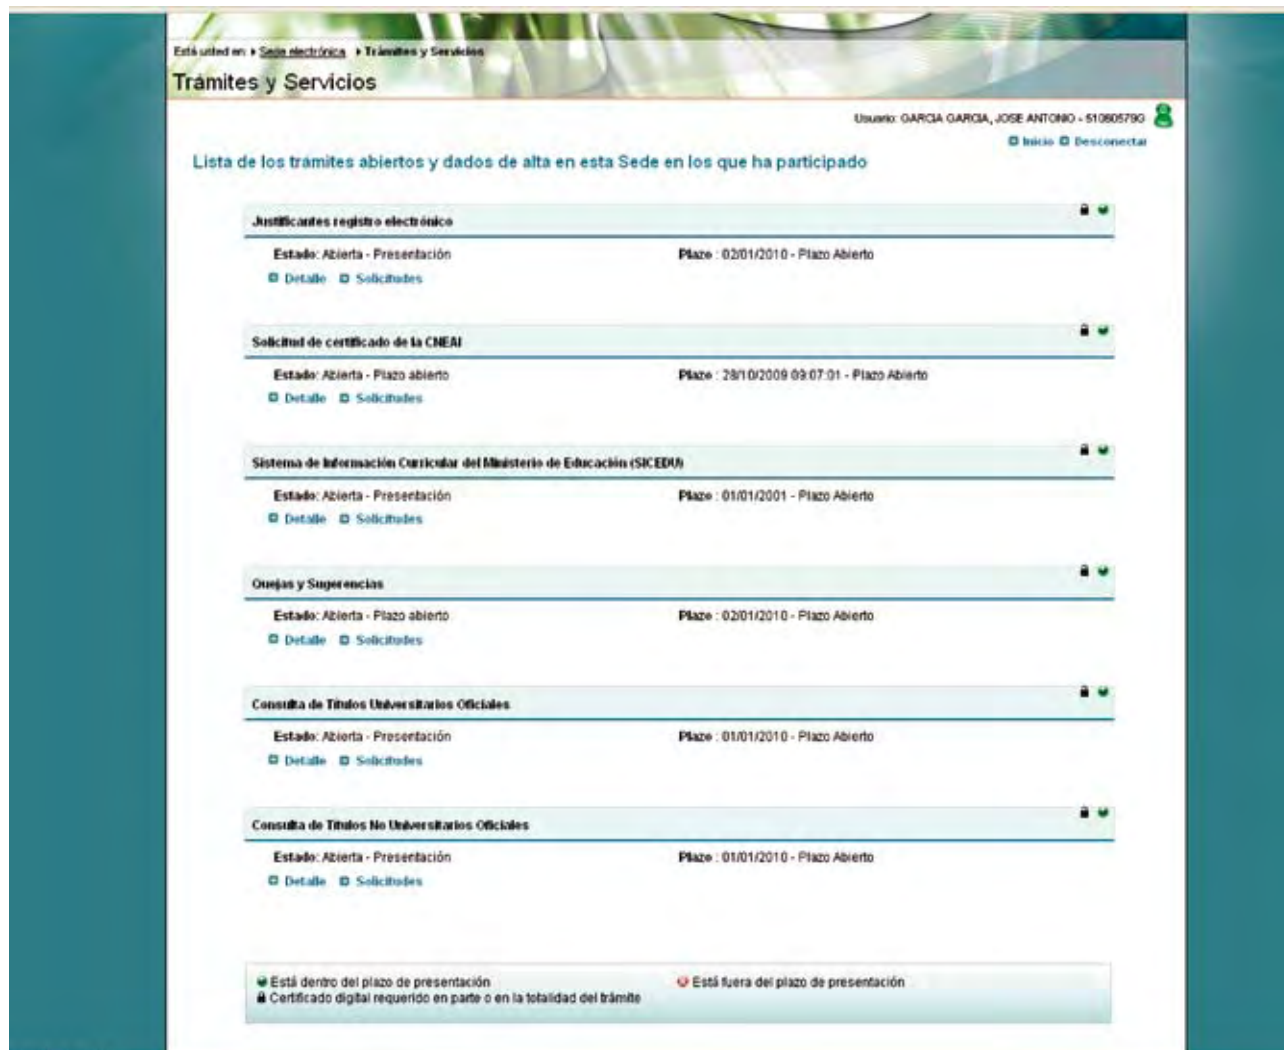 Está usted en: Sede electrónica Trámites y Servicios
Trámites y Servicios
Usuario: GARCIA GARCIA, JOSE ANTONIO - 51080579G
Inicio Desconectar
Lista de los trámites abiertos y dados de alta en esta Sede en los que ha participado
Justificantes registro electrónico
Estado: Abierta - Presentación Plazo : 02/01/2010 - Plazo Abierto
Detalle Solicitudes
Solicitud de certificado de la CNEAI
Estado: Abierta - Plazo abierto Plazo : 28/10/2009 09:07:01 - Plazo Abierto
Detalle Solicitudes
Sistema de Información Curricular del Ministerio de Educación (SICEDU)
Estado: Abierta - Presentación Plazo : 01/01/2001 - Plazo Abierto
Detalle Solicitudes
Quejas y Sugerencias
Estado: Abierta - Plazo abierto Plazo : 02/01/2010 - Plazo Abierto
Detalle Solicitudes
Consulta de Títulos Universitarios Oficiales
Estado: Abierta - Presentación Plazo : 01/01/2010 - Plazo Abierto
Detalle Solicitudes
Consulta de Títulos No Universitarios Oficiales
Estado: Abierta - Presentación Plazo : 01/01/2010 - Plazo Abierto
Detalle Solicitudes
Está dentro del plazo de presentación Está fuera del plazo de presentación
Certificado digital requerido en parte o en la totalidad del trámite